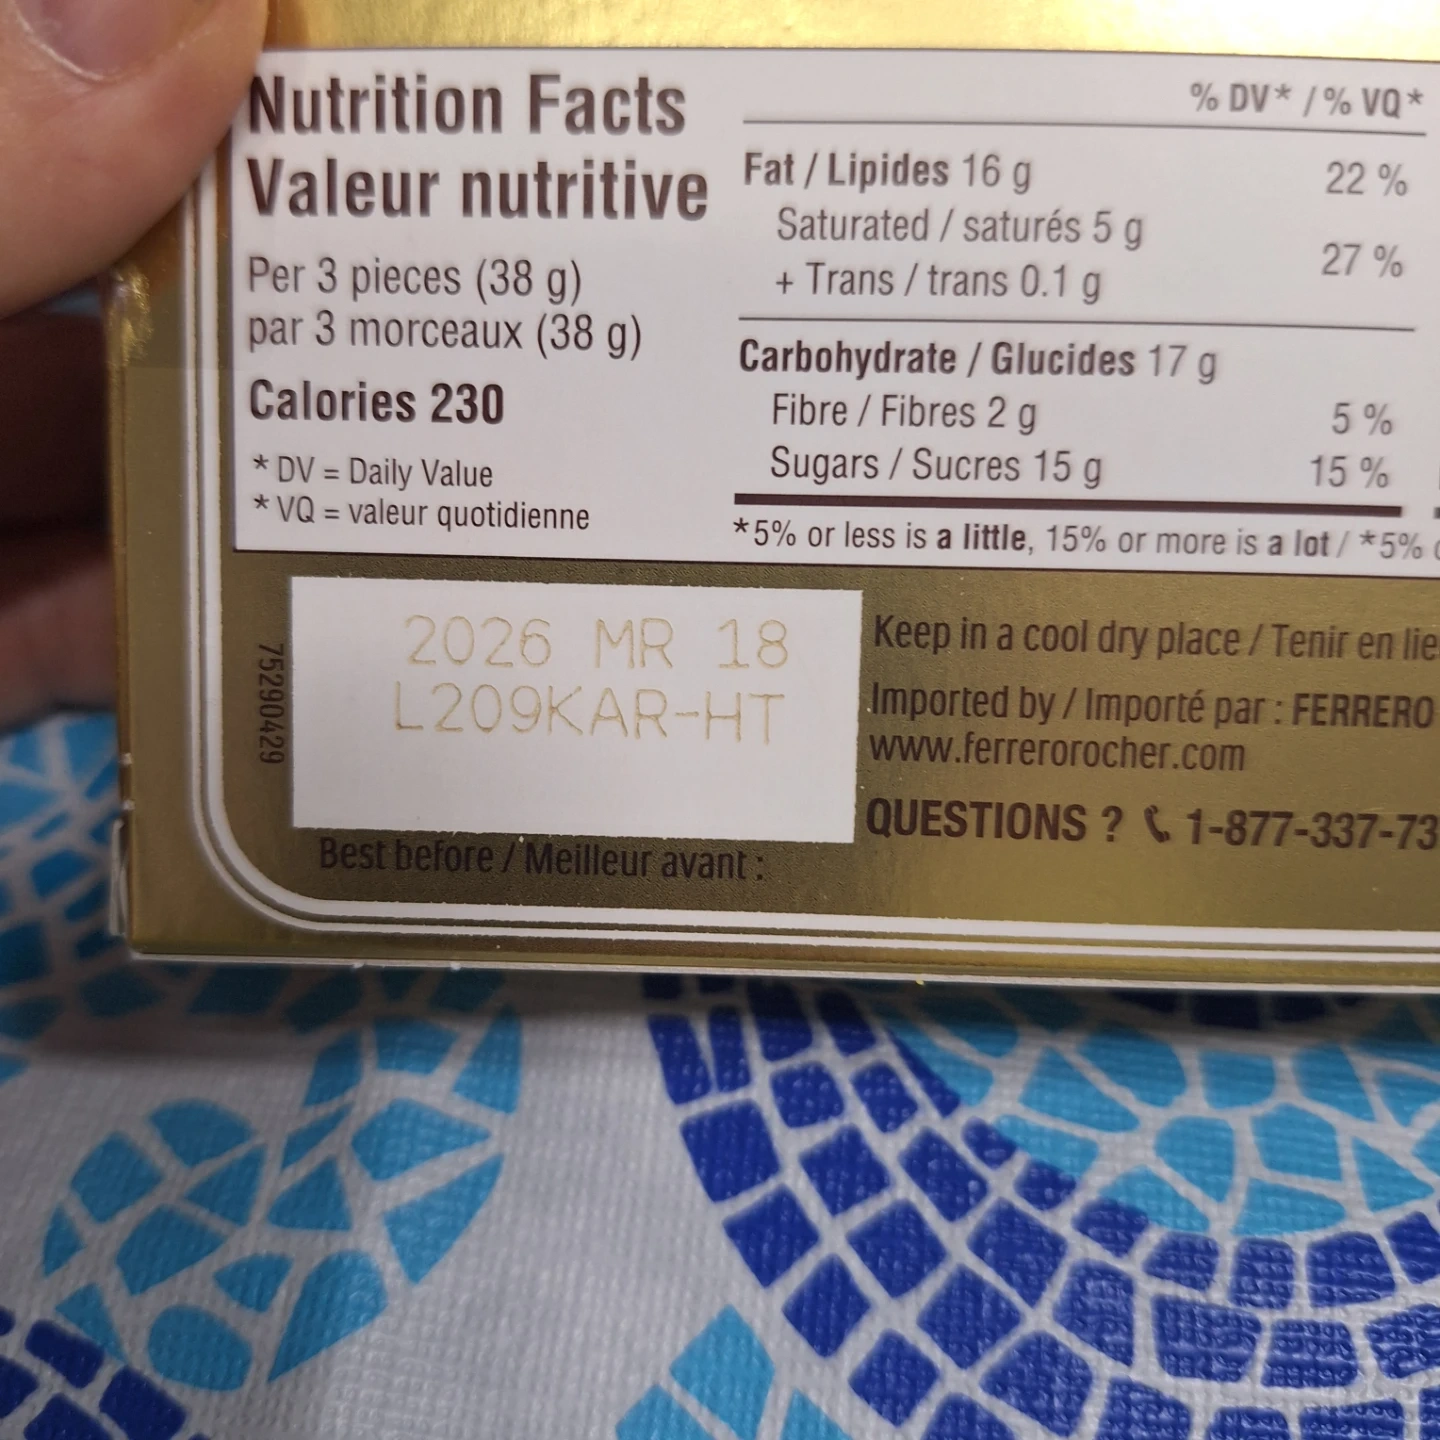 Nutrition Facts
Valeur nutritive
Per 3 pieces (38 g)
par 3 morceaux (38 g)
Calories 230
* DV = Daily Value
* VQ = valeur quotidienne
% DV* / % VQ*
Fat / Lipides 16 g 22 %
Saturated / saturés 5 g
+ Trans / trans 0.1 g 27 %
Carbohydrate / Glucides 17 g
Fibre / Fibres 2 g 5 %
Sugars / Sucres 15 g 15 %
*5% or less is a little, 15% or more is a lot / *5%
75290429
2026 MR 18
L209KAR-HT
Best before / Meilleur avant :
Keep in a cool dry place / Tenir en
Imported by / Importé par : FERRERO
www.ferrerorocher.com
QUESTIONS ? 1-877-337-73